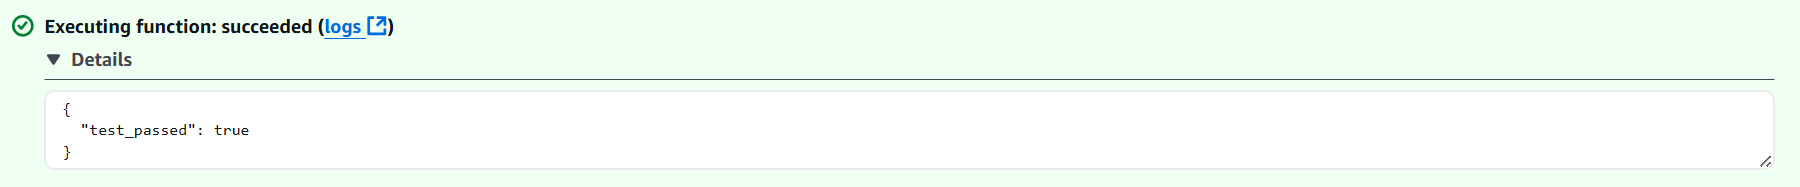 Executing function: succeeded (logs)
Details
{
  "test_passed": true
}